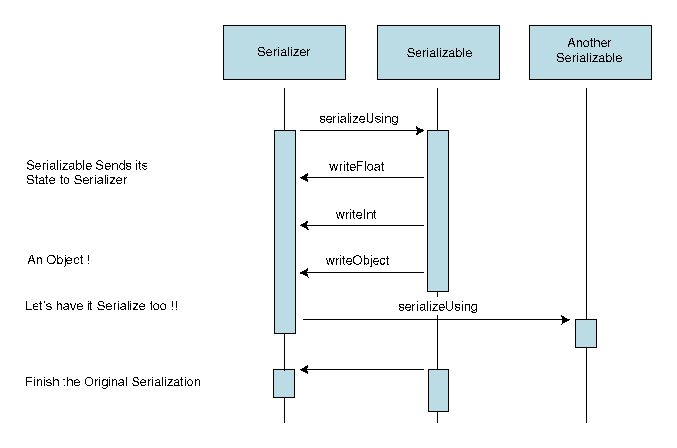 Serializer
Serializable
Another
Serializable
serializeUsing
Serializable Sends its
State to Serializer
writeFloat
writeInt
An Object !
writeObject
Let's have it Serialize too !!
serializeUsing
Finish the Original Serialization